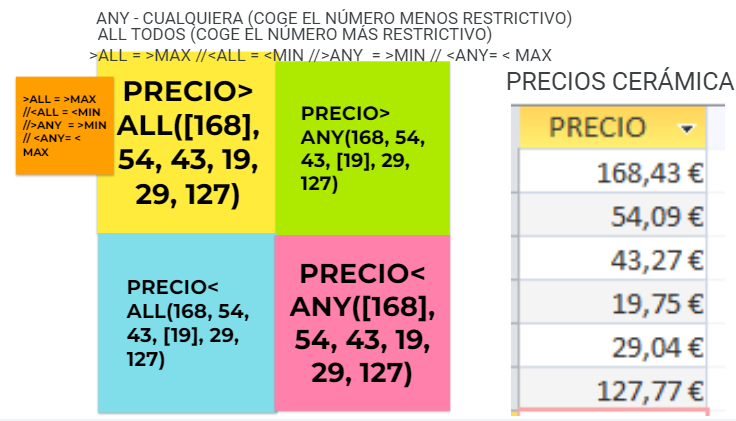 ANY - CUALQUIERA (COGE EL NÚMERO MENOS RESTRICTIVO)
ALL TODOS (COGE EL NÚMERO MÁS RESTRICTIVO)
>ALL = >MAX //<ALL = <MIN //>ANY = >MIN // <ANY= < MAX
>ALL = >MAX
//<ALL = <MIN
//>ANY = >MIN
// <ANY= <
MAX
PRECIO>
ALL([168],
54, 43, 19,
29, 127)
PRECIO>
ANY(168, 54,
43, [19], 29,
127)
PRECIO<
ALL(168, 54,
43, [19], 29,
127)
PRECIO<
ANY([168],
54, 43, 19,
29, 127)
PRECIOS CERÁMICA
PRECIO
168,43 €
54,09 €
43,27 €
19,75 €
29,04 €
127,77 €